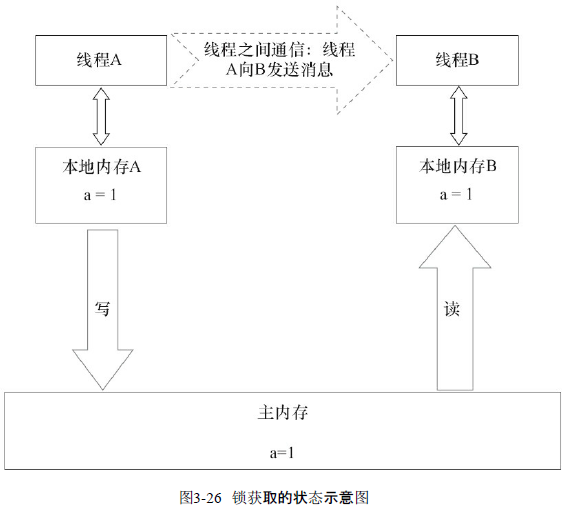 线程A
线程之间通信：线程
A向B发送消息
线程B
本地内存A
a = 1
本地内存B
a = 1
写
读
主内存
a=1
图3-26 锁获取的状态示意图